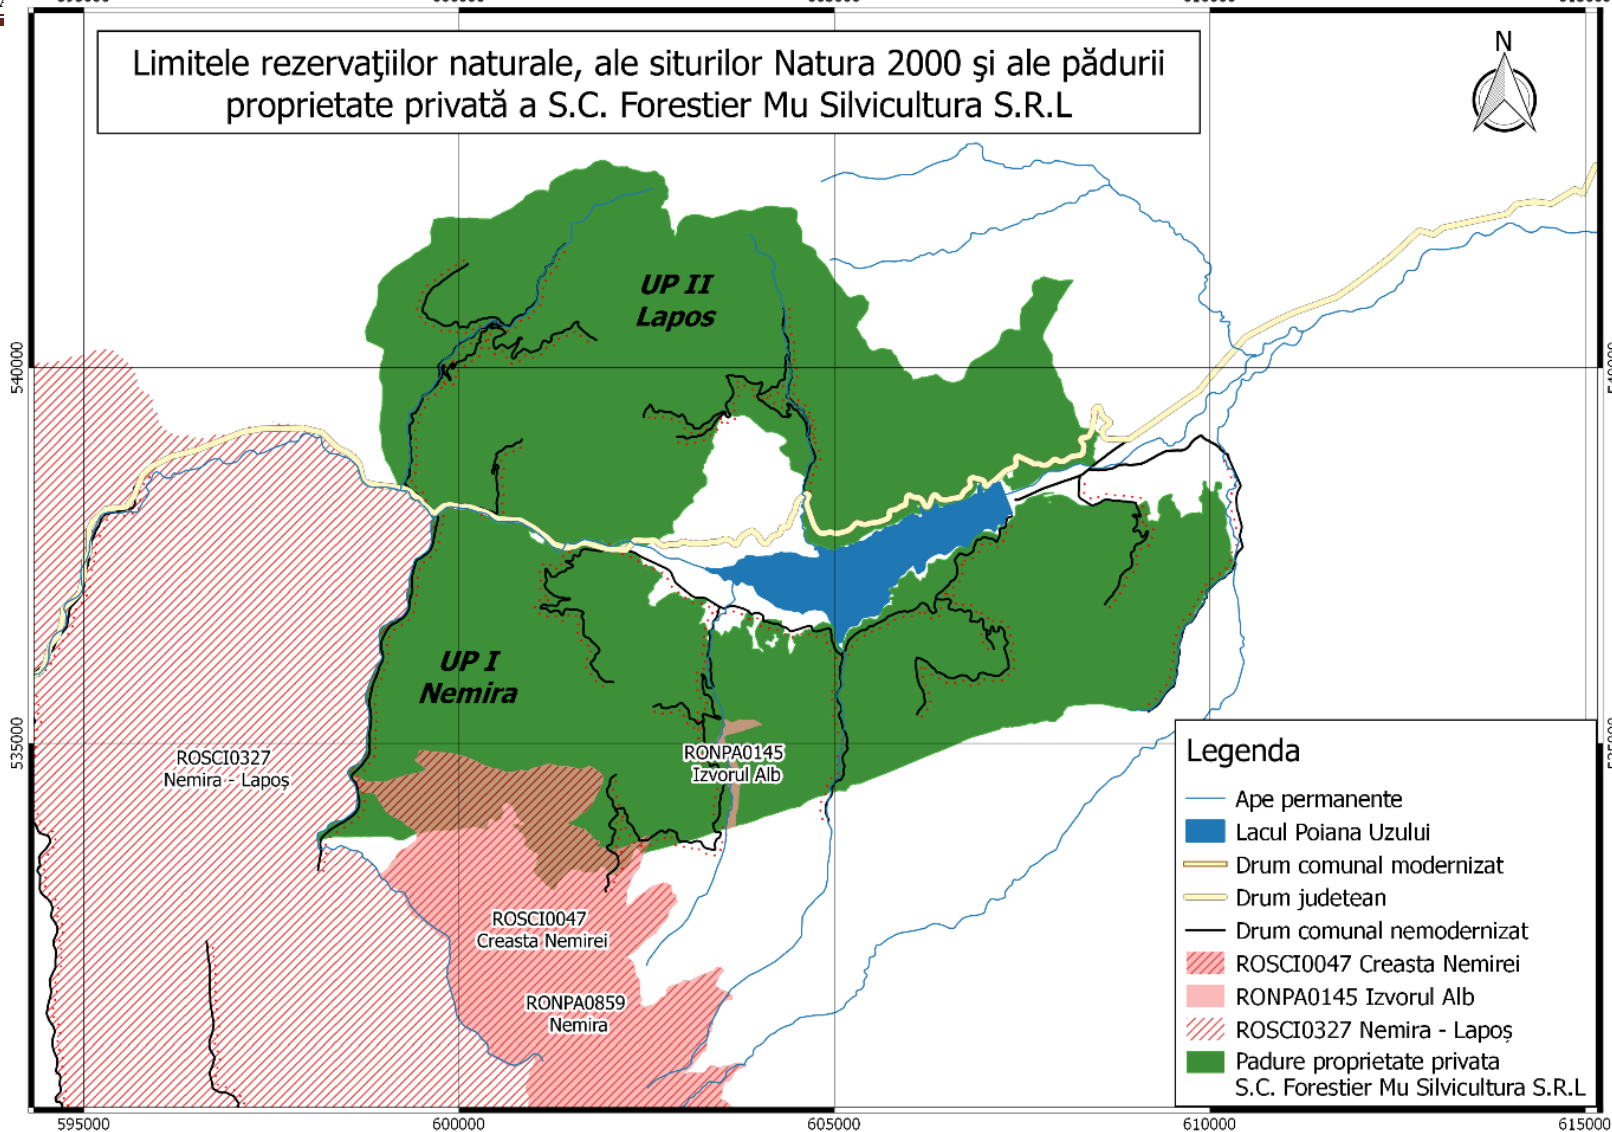 Limitele rezervaţiilor naturale, ale siturilor Natura 2000 şi ale pădurii
proprietate privată a S.C. Forestier Mu Silvicultura S.R.L
N
UP II
Lapos
540000
UP I
Nemira
535000
ROSCI0327
Nemira - Lapoş
RONPA0145
Izvorul Alb
ROSCI0047
Creasta Nemirei
RONPA0859
Nemira
Legenda
Ape permanente
Lacul Poiana Uzului
Drum comunal modernizat
Drum judetean
Drum comunal nemodernizat
ROSCI0047 Creasta Nemirei
RONPA0145 Izvorul Alb
ROSCI0327 Nemira - Lapoş
Padure proprietate privata
S.C. Forestier Mu Silvicultura S.R.L
595000 600000 605000 610000 615000